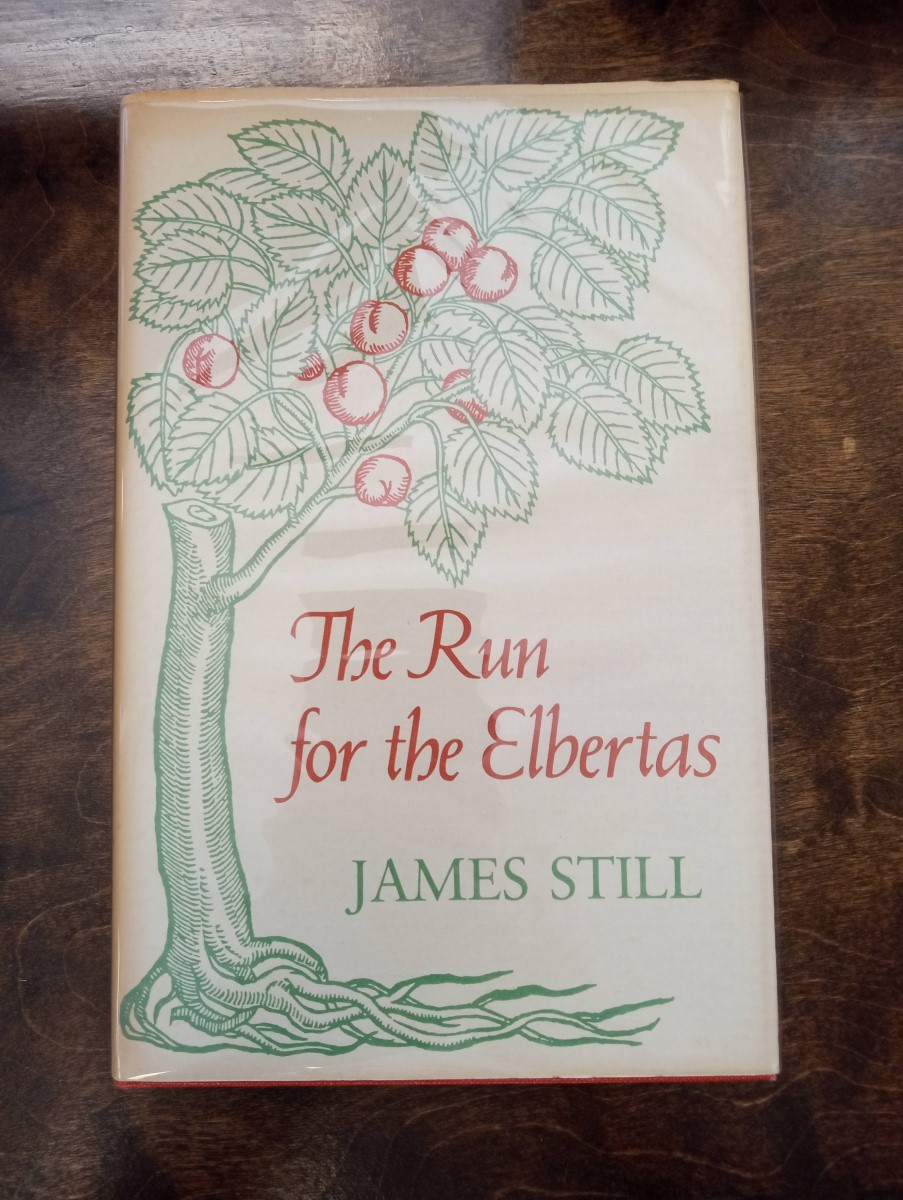 The Run
for the Elbertas
JAMES STILL